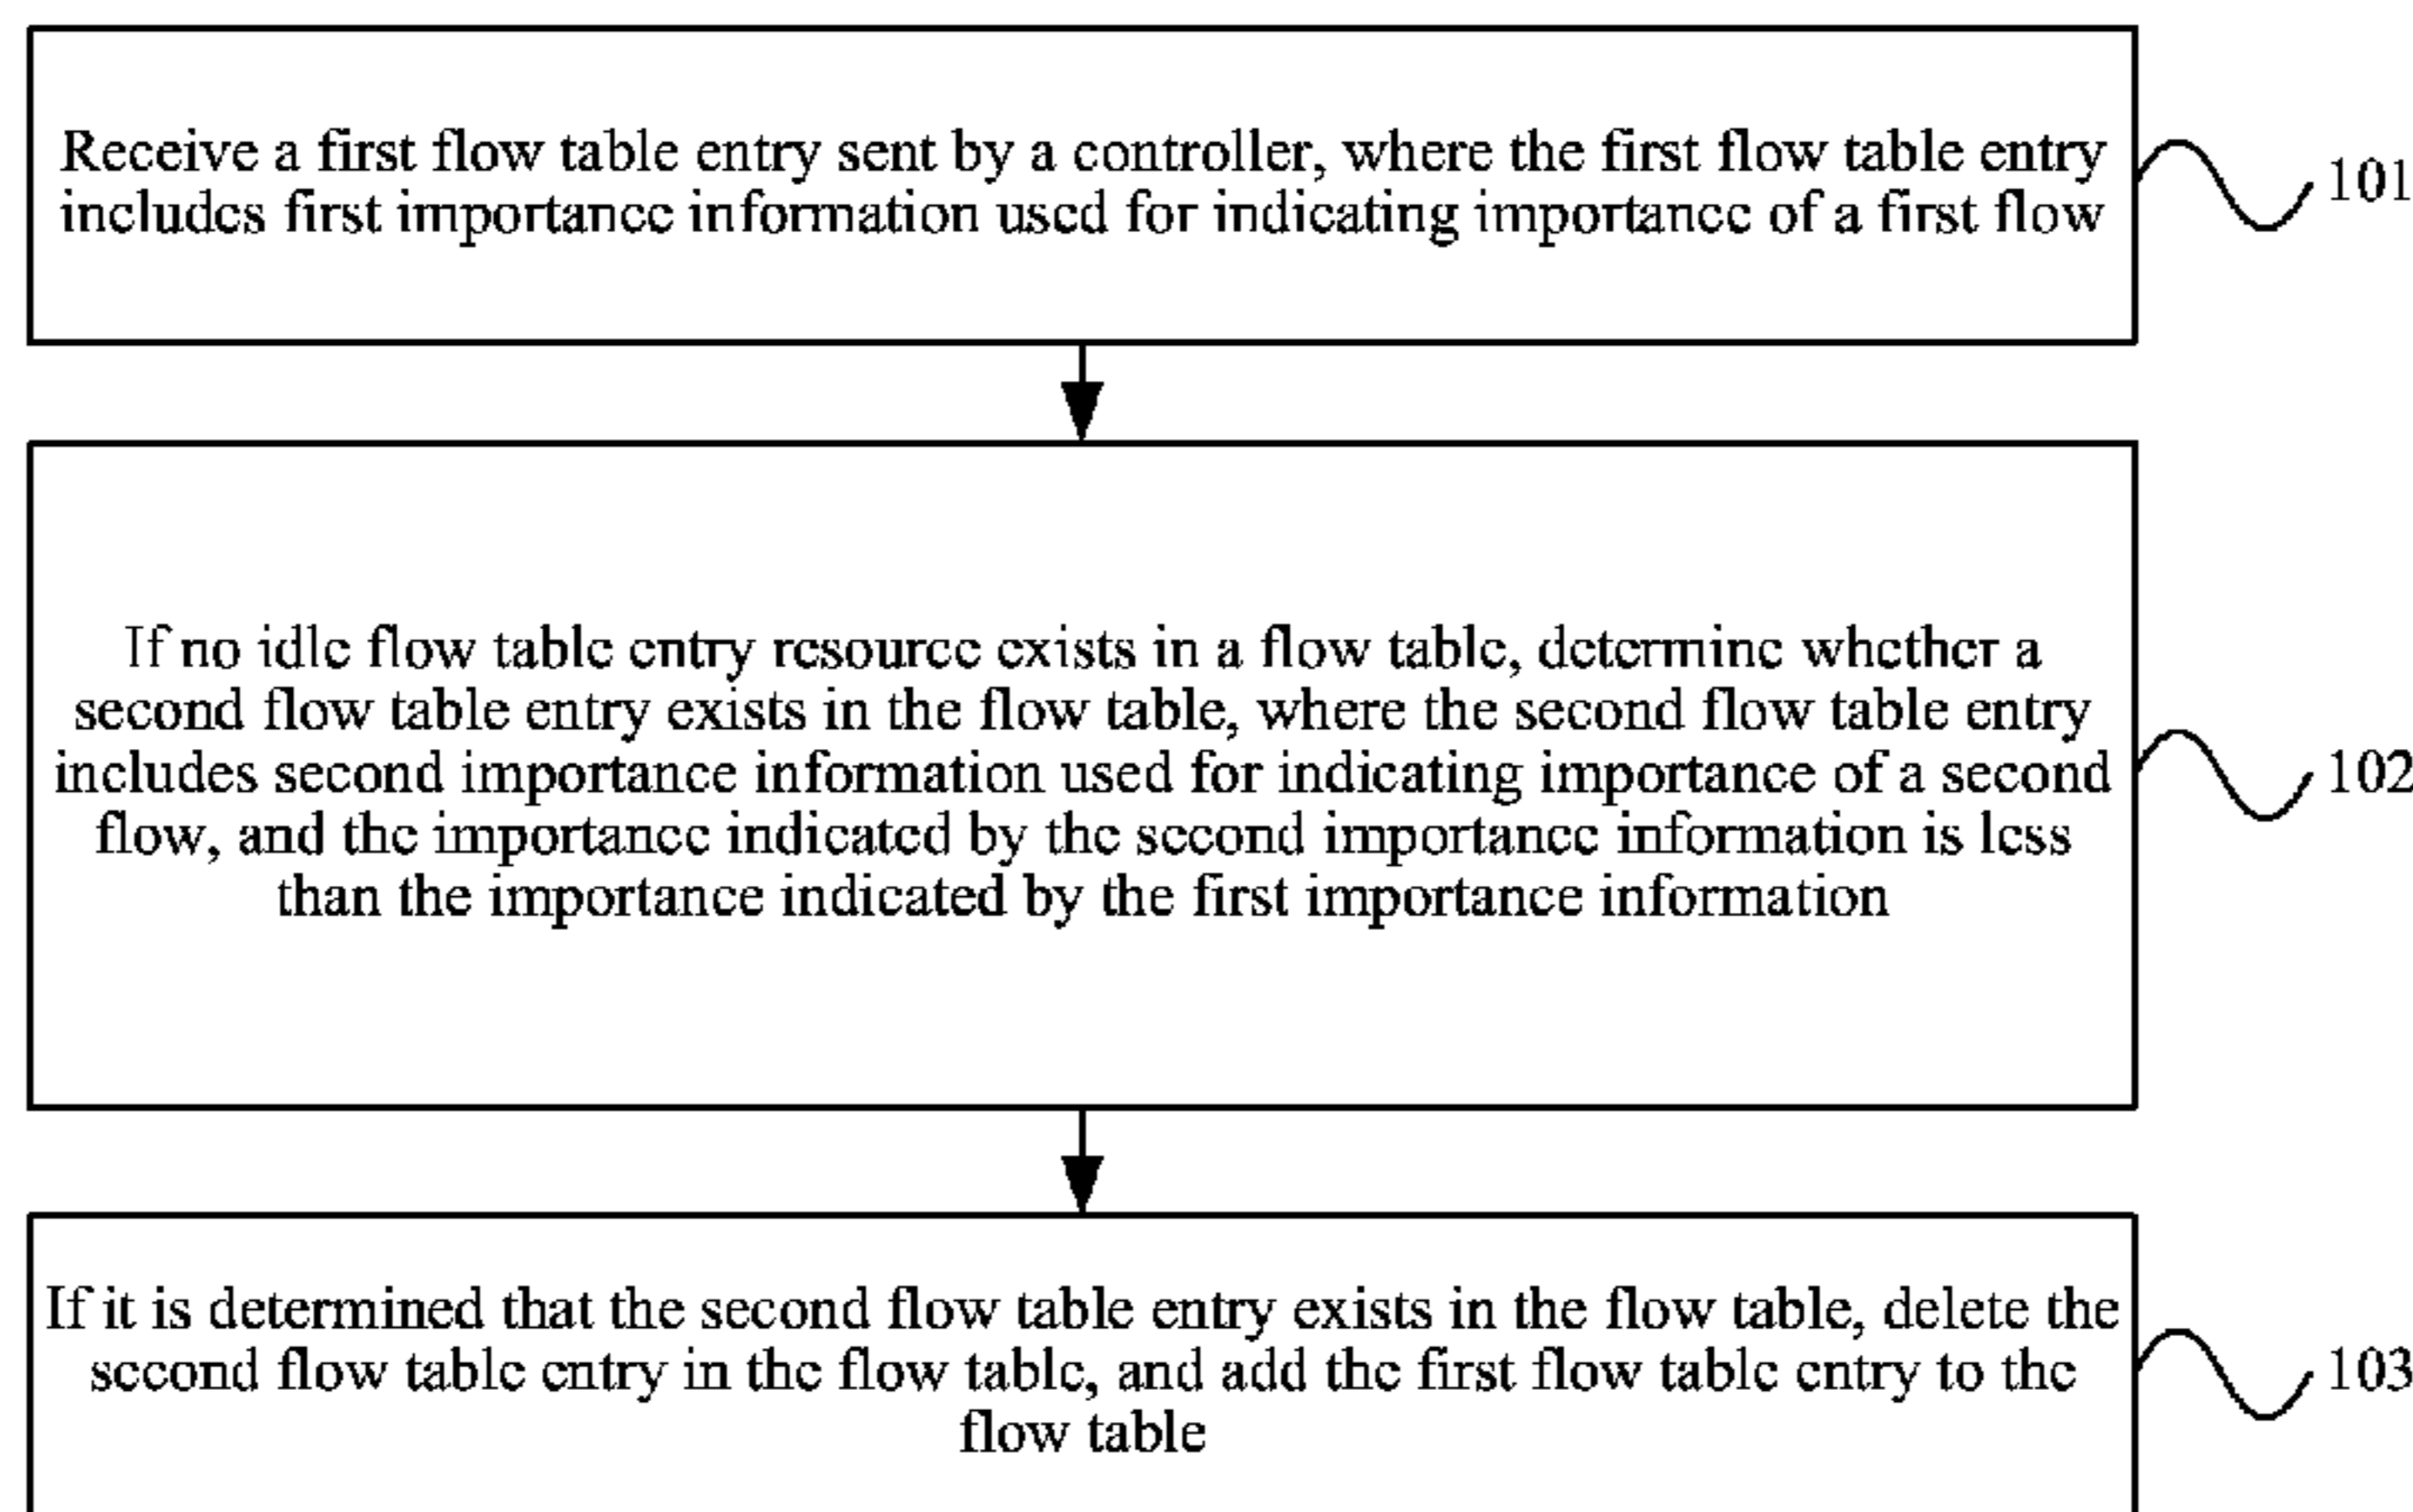 Receive a first flow table entry sent by a controller, where the first flow table entry
includes first importance information used for indicating importance of a first flow
101
If no idle flow table entry resource exists in a flow table, determine whether a
second flow table entry exists in the flow table, where the second flow table entry
includes second importance information used for indicating importance of a second
flow, and the importance indicated by the second importance information is less
than the importance indicated by the first importance information
102
If it is determined that the second flow table entry exists in the flow table, delete the
second flow table entry in the flow table, and add the first flow table entry to the
flow table
103